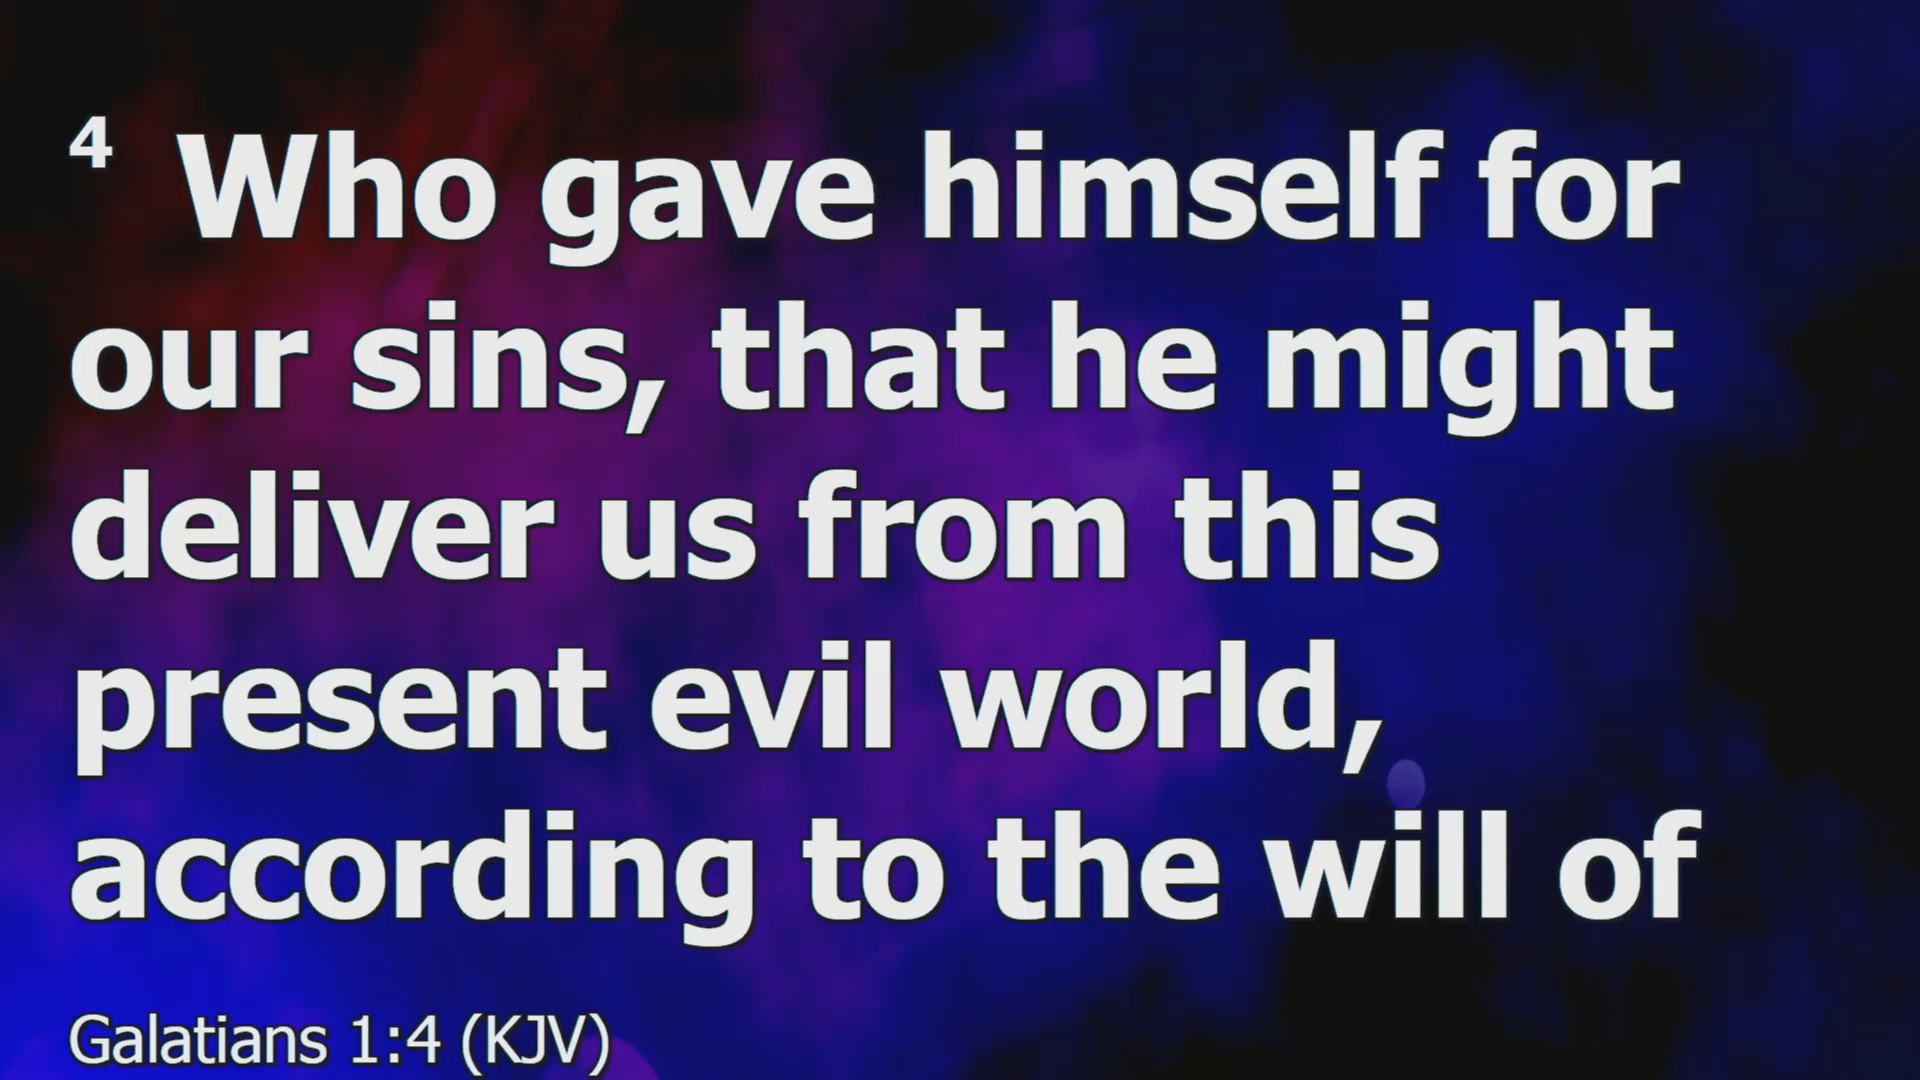 4 Who gave himself for
our sins, that he might
deliver us from this
present evil world,
according to the will of
Galatians 1:4 (KJV)